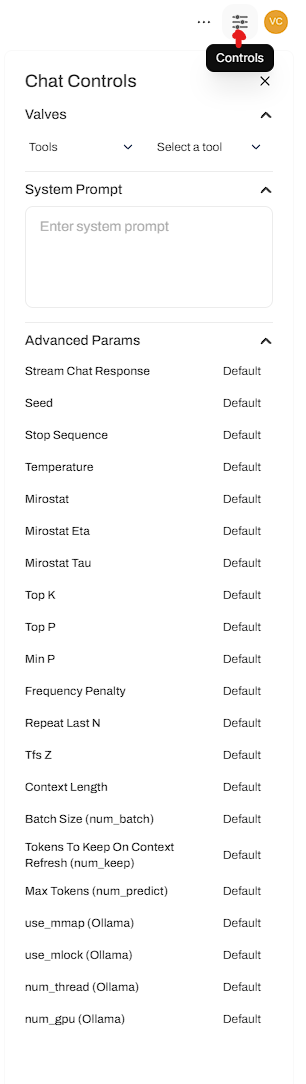 VC
Controls
Chat Controls
Valves
Tools Select a tool
System Prompt
Enter system prompt
Advanced Params
Stream Chat Response Default
Seed Default
Stop Sequence Default
Temperature Default
Mirostat Default
Mirostat Eta Default
Mirostat Tau Default
Top K Default
Top P Default
Min P Default
Frequency Penalty Default
Repeat Last N Default
Tfs Z Default
Context Length Default
Batch Size (num_batch) Default
Tokens To Keep On Context
Refresh (num_keep) Default
Max Tokens (num_predict) Default
use_mmap (Ollama) Default
use_mlock (Ollama) Default
num_thread (Ollama) Default
num_gpu (Ollama) Default